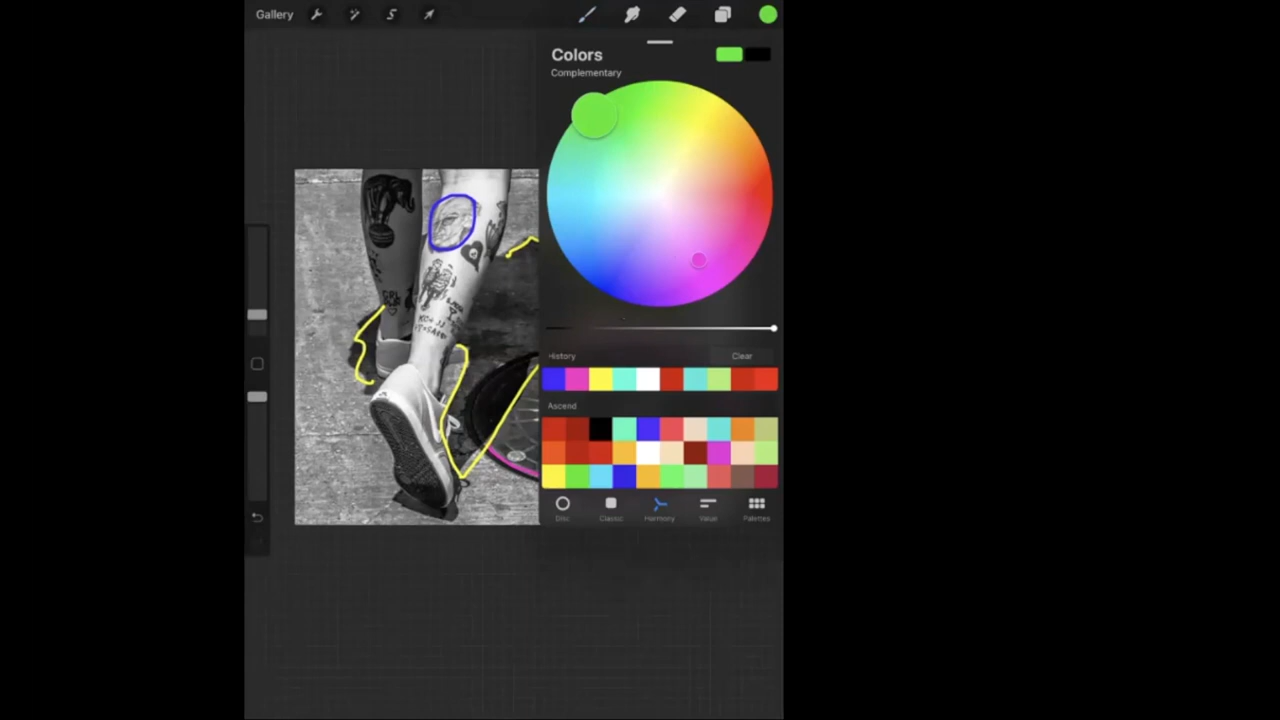 Gallery
Colors
Complementary
History
Clear
Ascend
Disc
Classic
Harmony
Value
Palettes